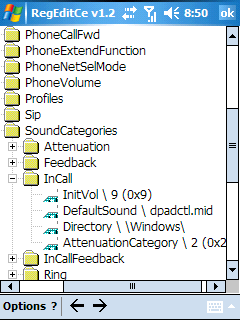 RegEditCe v1.2 8:50 ok
PhoneCallFwd
PhoneExtendFunction
PhoneNetSelMode
PhoneVolume
Profiles
Sip
SoundCategories
Attenuation
Feedback
InCall
InitVol \ 9 (0x9)
DefaultSound \ dpadctl.mid
Directory \ \Windows\
AttenuationCategory \ 2 (0x2
InCallFeedback
Ring
Options ?